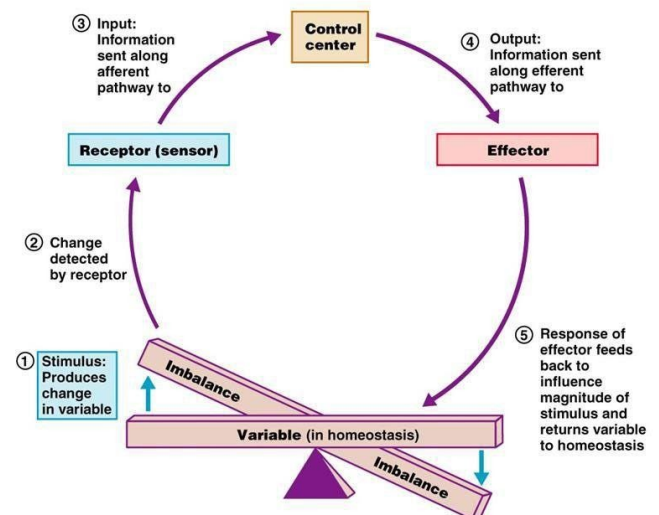 ③ Input:
Information
sent along
afferent
pathway to
Control
center
④ Output:
Information sent
along efferent
pathway to
Receptor (sensor)
Effector
② Change
detected
by receptor
① Stimulus:
Produces
change
in variable
Imbalance
Variable (in homeostasis)
Imbalance
⑤ Response of
effector feeds
back to
influence
magnitude of
stimulus and
returns variable
to homeostasis